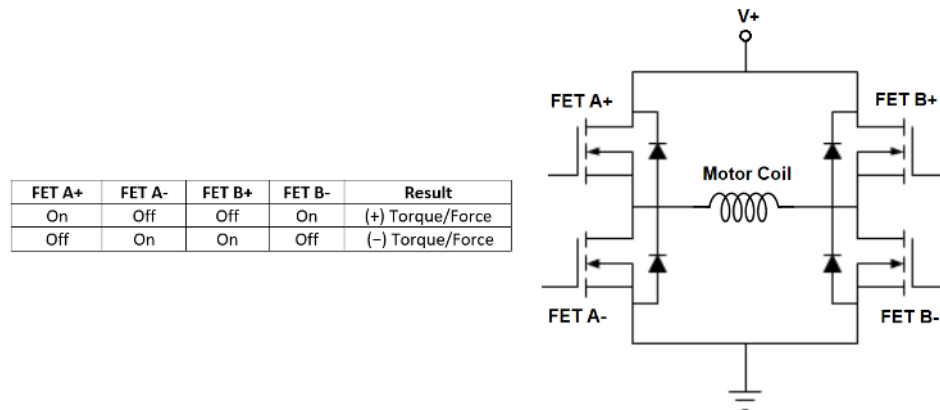 V+
FET A+
FET B+
Motor Coil
FET A+ FET A- FET B+ FET B- Result
On Off Off On (+) Torque/Force
Off On On Off (−) Torque/Force
FET A-
FET B-